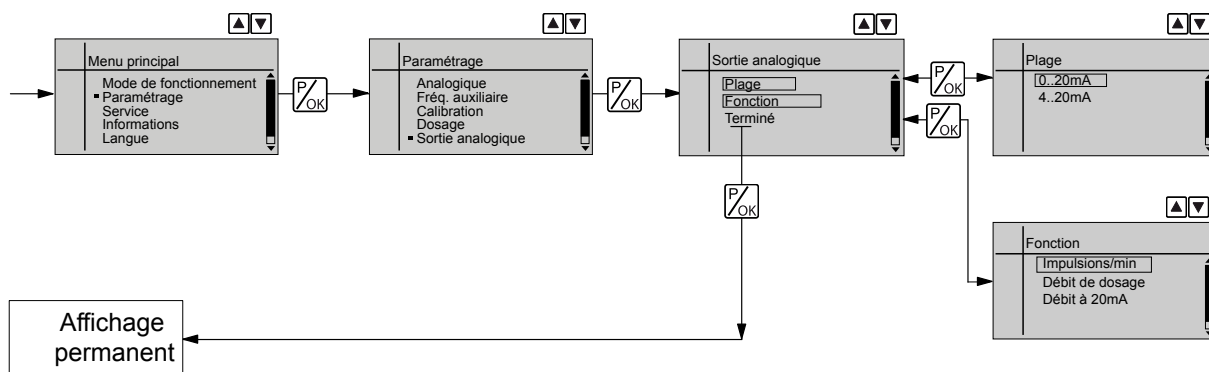 Menu principal
Mode de fonctionnement
Paramétrage
Service
Informations
Langue
P/OK
Paramétrage
Analogique
Fréq. auxiliaire
Calibration
Dosage
Sortie analogique
P/OK
Sortie analogique
Plage
Fonction
Terminé
P/OK
P/OK
Plage
0..20mA
4..20mA
P/OK
Fonction
Impulsions/min
Débit de dosage
Débit à 20mA
Affichage
permanent